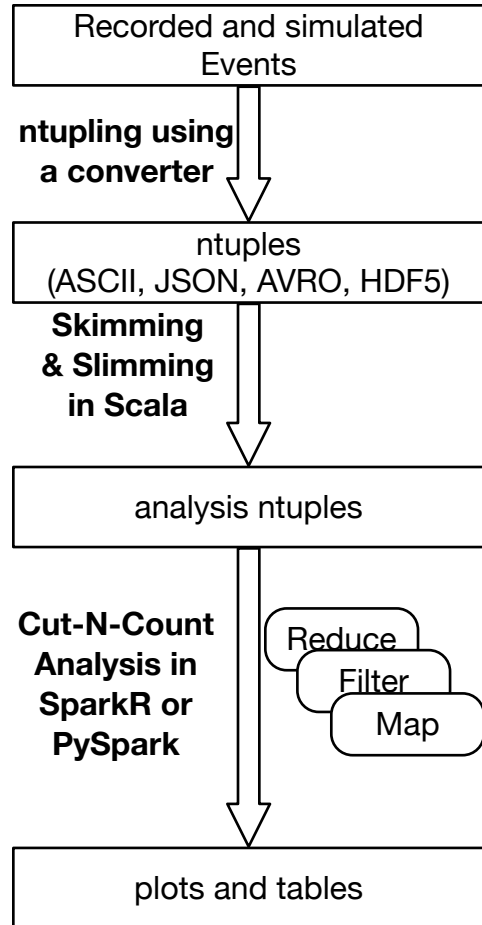 Recorded and simulated
Events
ntupling using
a converter
ntuples
(ASCII, JSON, AVRO, HDF5)
Skimming
& Slimming
in Scala
analysis ntuples
Cut-N-Count
Analysis in
SparkR or
PySpark
Reduce
Filter
Map
plots and tables